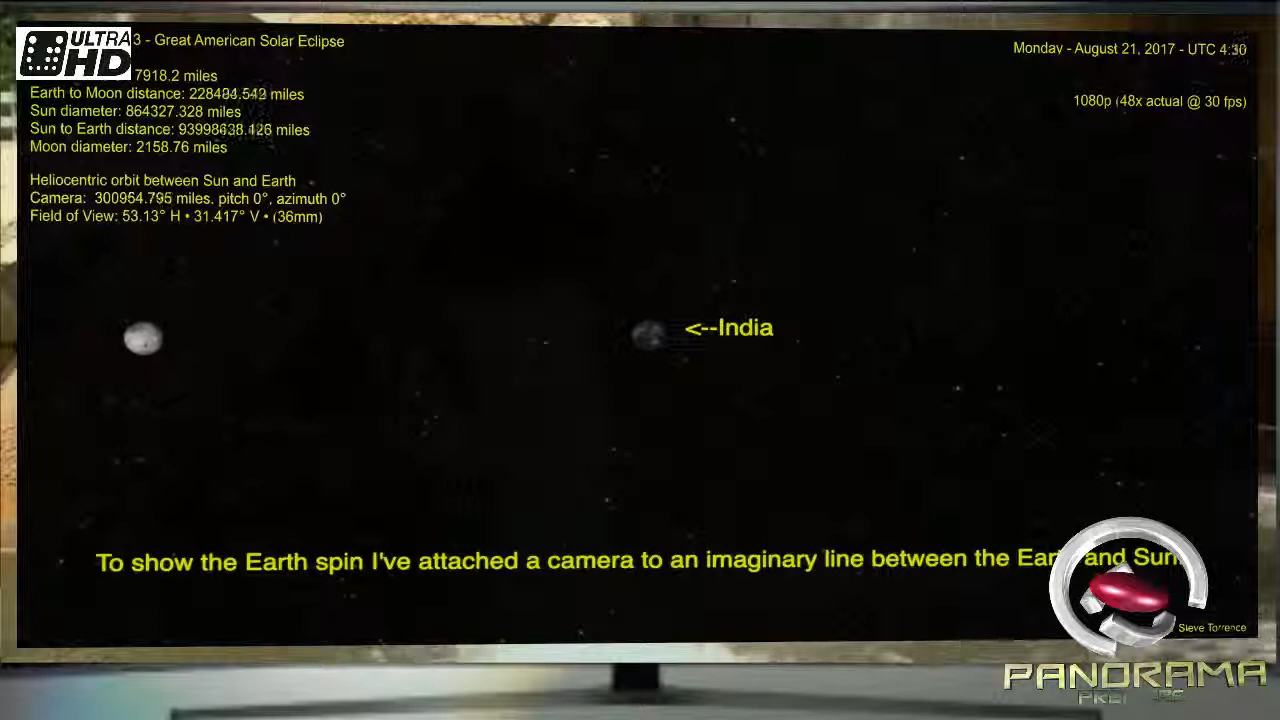 ULTRA
HD
3 - Great American Solar Eclipse
7918.2 miles
Earth to Moon distance: 228404.542 miles
Sun diameter: 864327.328 miles
Sun to Earth distance: 93998638.126 miles
Moon diameter: 2158.76 miles
Heliocentric orbit between Sun and Earth
Camera: 300954.795 miles, pitch 0°, azimuth 0°
Field of View: 53.13° H • 31.417° V • (36mm)
Monday - August 21, 2017 - UTC 4:30
1080p (48x actual @ 30 fps)
<--India
To show the Earth spin I've attached a camera to an imaginary line between the Earth and Sun.
Steve Torrence
PANORAMA